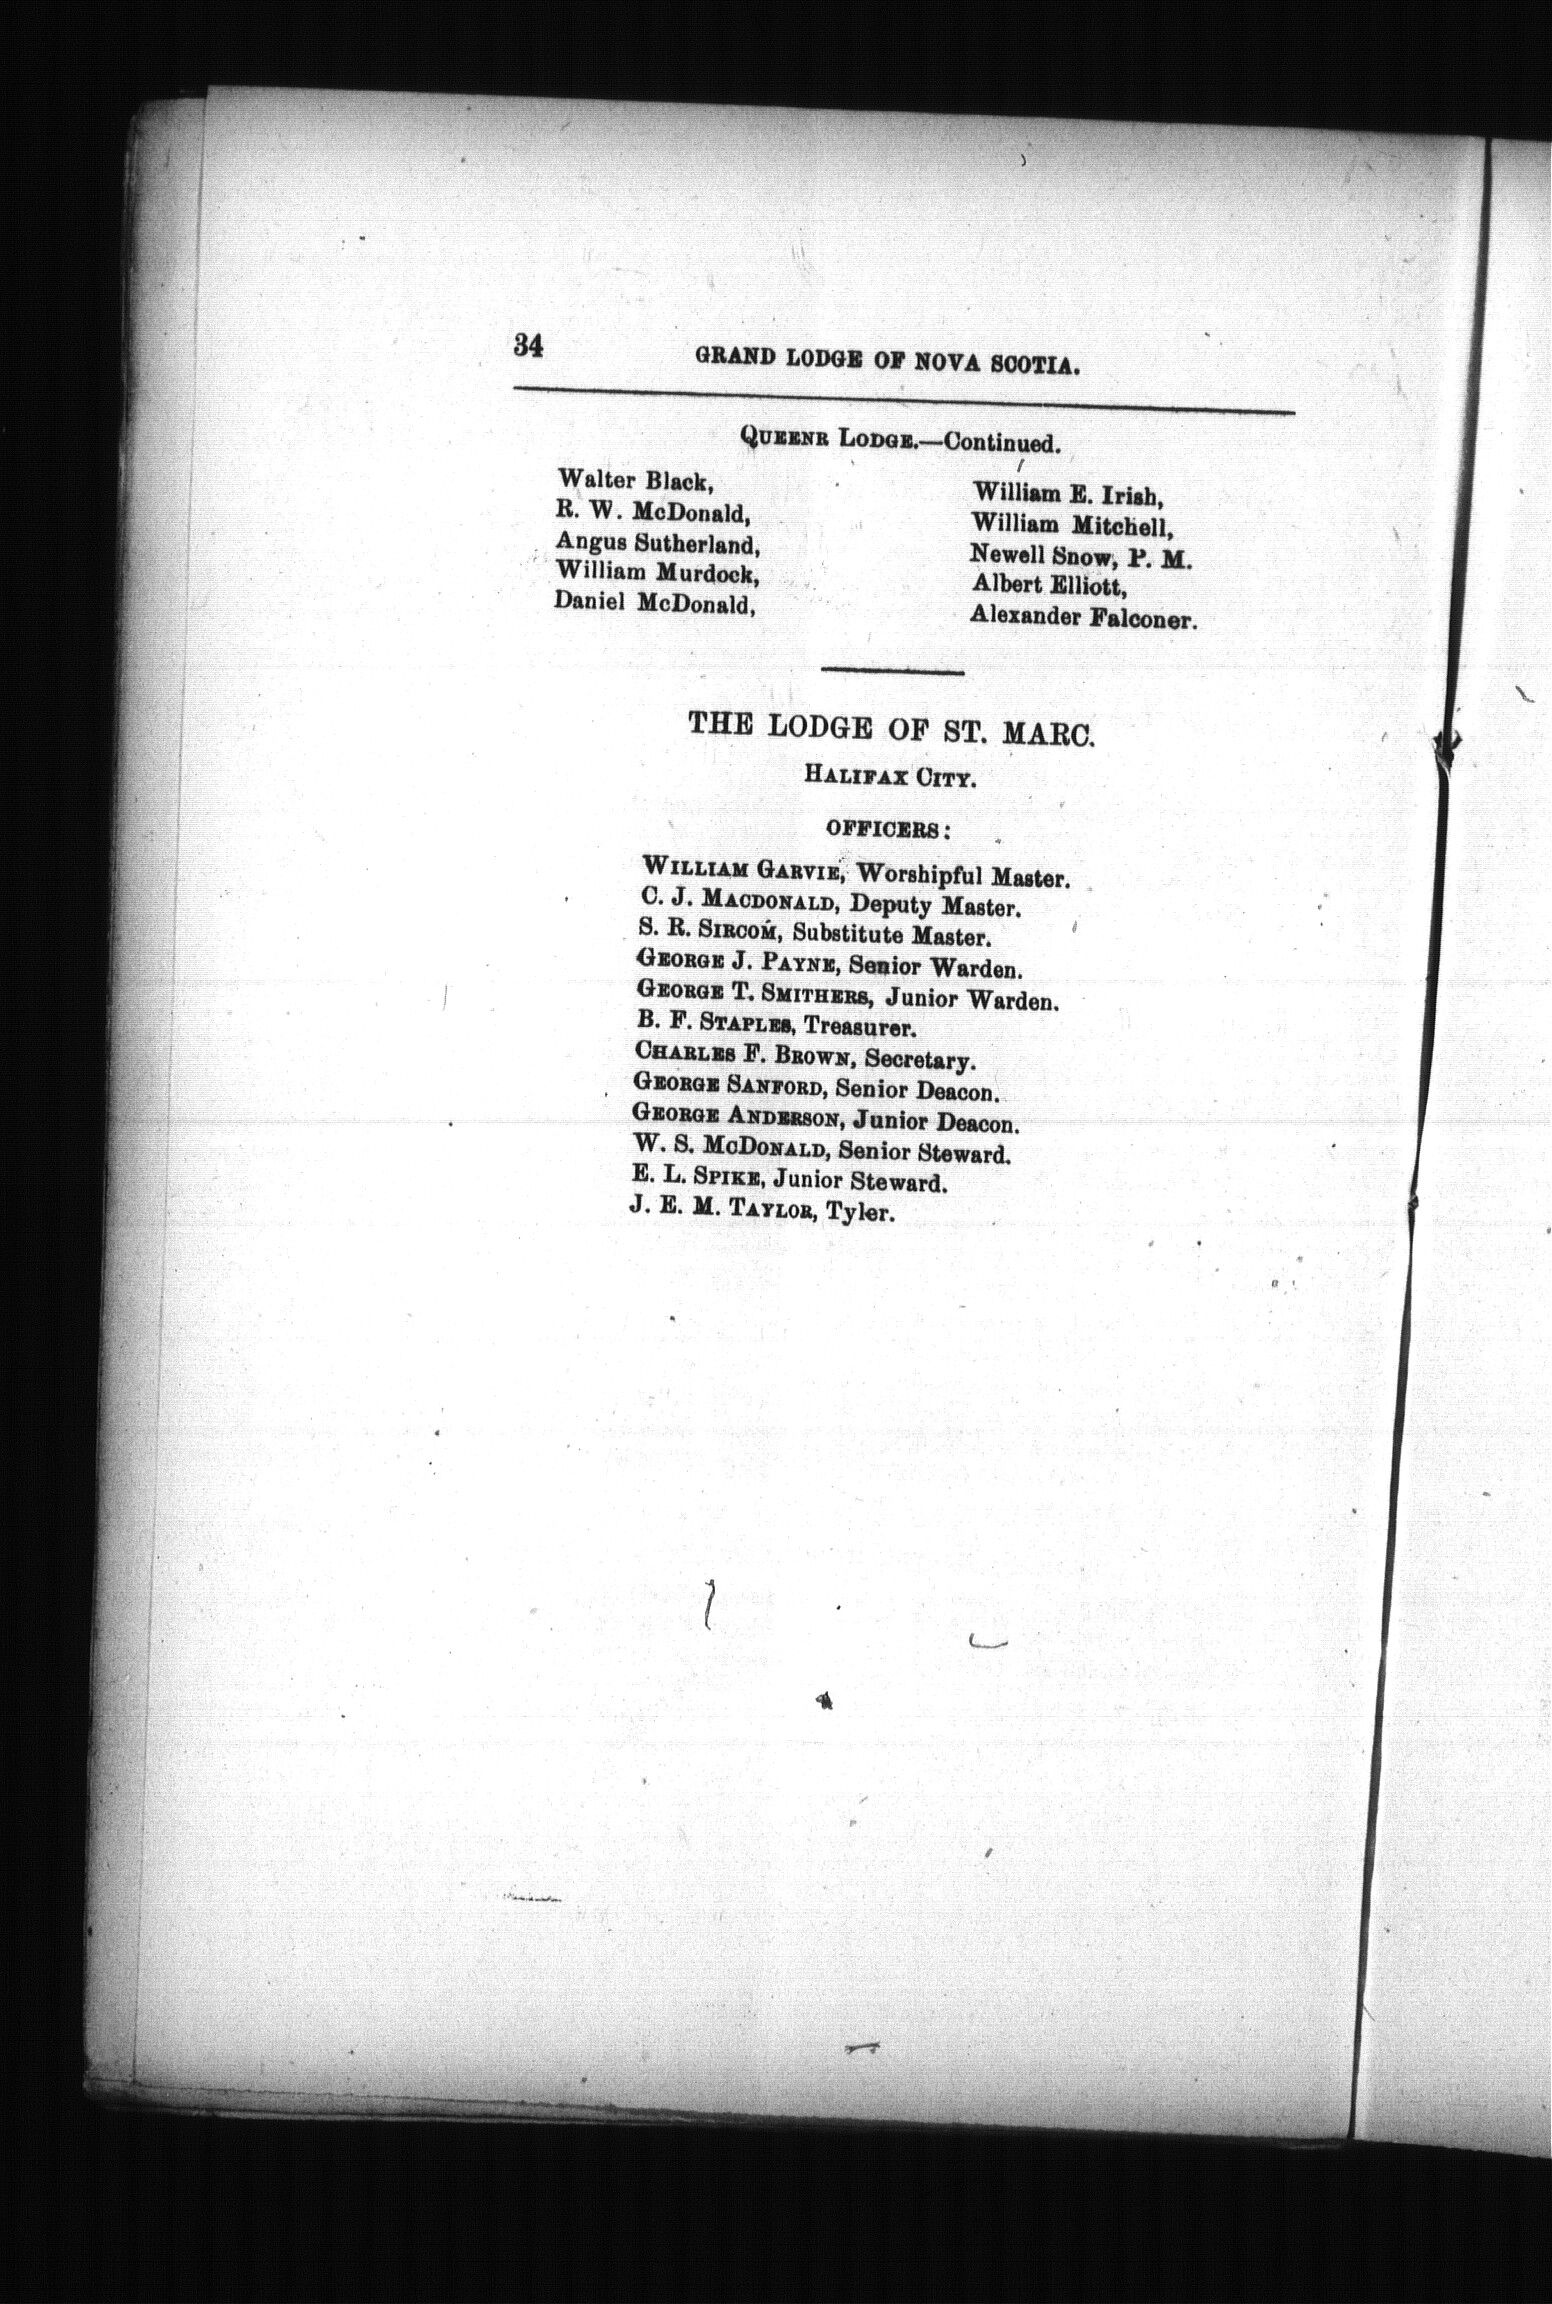 34
GRAND LODGE OF NOVA SCOTIA.
QUEENR LODGE.—Continued.
Walter Black,
R. W. McDonald,
Angus Sutherland,
William Murdock,
Daniel McDonald,
William E. Irish,
William Mitchell,
Newell Snow, P. M.
Albert Elliott,
Alexander Falconer.
THE LODGE OF ST. MARC.
HALIFAX CITY.
OFFICERS:
WILLIAM GARVIE, Worshipful Master.
C. J. MACDONALD, Deputy Master.
S. R. SIRCOM, Substitute Master.
GEORGE J. PAYNE, Senior Warden.
GEORGE T. SMITHERS, Junior Warden.
B. F. STAPLES, Treasurer.
CHARLES F. BROWN, Secretary.
GEORGE SANFORD, Senior Deacon.
GEORGE ANDERSON, Junior Deacon.
W. S. MCDONALD, Senior Steward.
E. L. SPIKE, Junior Steward.
J. E. M. TAYLOR, Tyler.